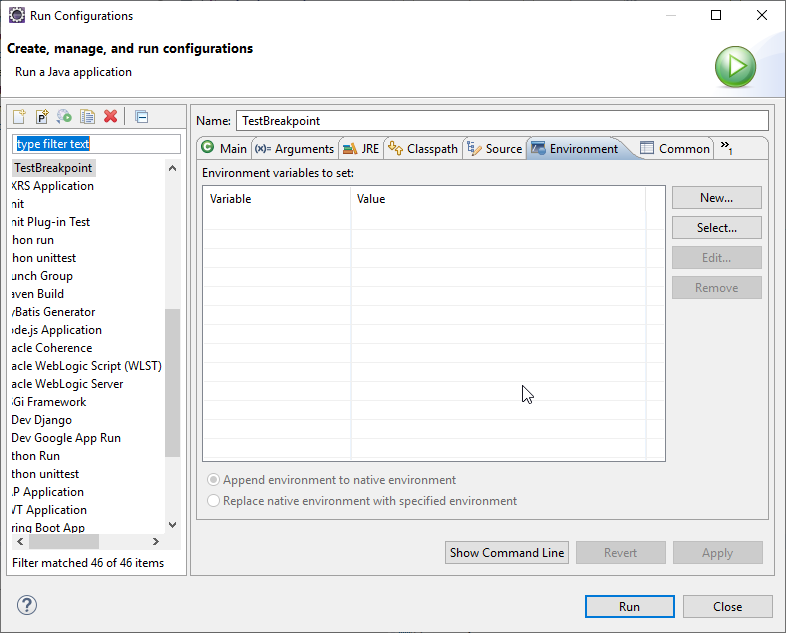 Run Configurations
Create, manage, and run configurations
Run a Java application
type filter text
TestBreakpoint
XRS Application
nit
nit Plug-in Test
hon run
hon unittest
unch Group
aven Build
yBatis Generator
ode.js Application
acle Coherence
acle WebLogic Script (WLST)
acle WebLogic Server
Gi Framework
Dev Django
Dev Google App Run
thon Run
thon unittest
P Application
VT Application
ring Boot App
Filter matched 46 of 46 items
Name: TestBreakpoint
Main (x)= Arguments JRE Classpath Source Environment Common »1
Environment variables to set:
Variable Value
New...
Select...
Edit...
Remove
Append environment to native environment
Replace native environment with specified environment
Show Command Line Revert Apply
? Run Close